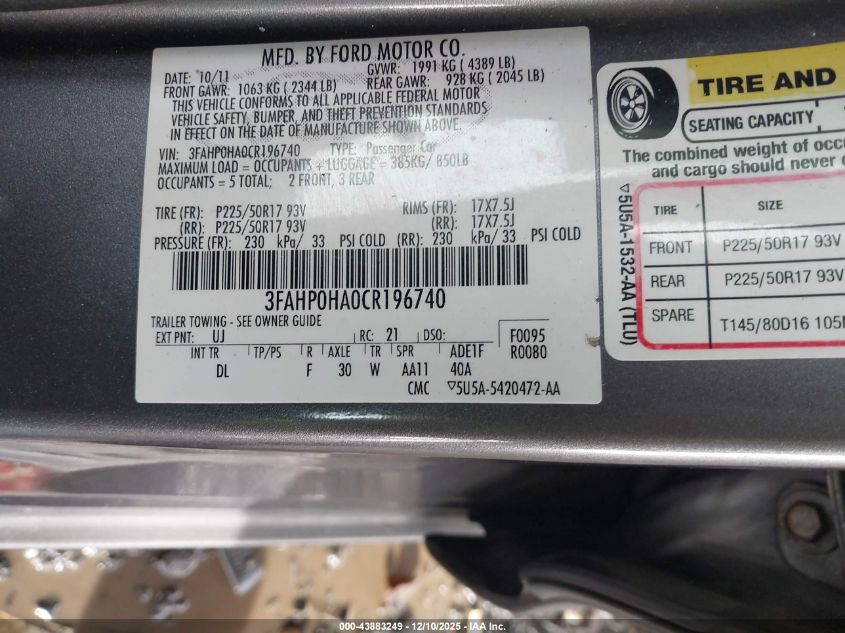 MFD. BY FORD MOTOR CO.
DATE: 10/11 GVWR: 1991 KG ( 4389 LB)
FRONT GAWR: 1063 KG ( 2344 LB) REAR GAWR: 928 KG ( 2045 LB)
THIS VEHICLE CONFORMS TO ALL APPLICABLE FEDERAL MOTOR
VEHICLE SAFETY, BUMPER, AND THEFT PREVENTION STANDARDS
IN EFFECT ON THE DATE OF MANUFACTURE SHOWN ABOVE.
VIN: 3FAHP0HA0CR196740 TYPE: Passenger Car
MAXIMUM LOAD = OCCUPANTS + LUGGAGE = 385KG/ 850LB
OCCUPANTS = 5 TOTAL; 2 FRONT, 3 REAR
TIRE (FR): P225/50R17 93V RIMS (FR): 17X7.5J
(RR): P225/50R17 93V (RR): 17X7.5J
PRESSURE (FR): 230 kPa/ 33 PSI COLD (RR): 230 kPa/ 33 PSI COLD
3FAHP0HA0CR196740
TRAILER TOWING - SEE OWNER GUIDE
EXT PNT: UJ RC: 21 DSO: F0095
R0080
INT TR TP/PS R AXLE TR SPR ADE1F
DL F 30 W AA11 40A
CMC ▽5U5A-5420472-AA
▽5U5A-1532-AA (TLU)
TIRE AND
SEATING CAPACITY
The combined weight of occu
and cargo should never
TIRE SIZE
FRONT P225/50R17 93V
REAR P225/50R17 93V
SPARE T145/80D16 105
000-43883249 - 12/10/2025 - IAA Inc.